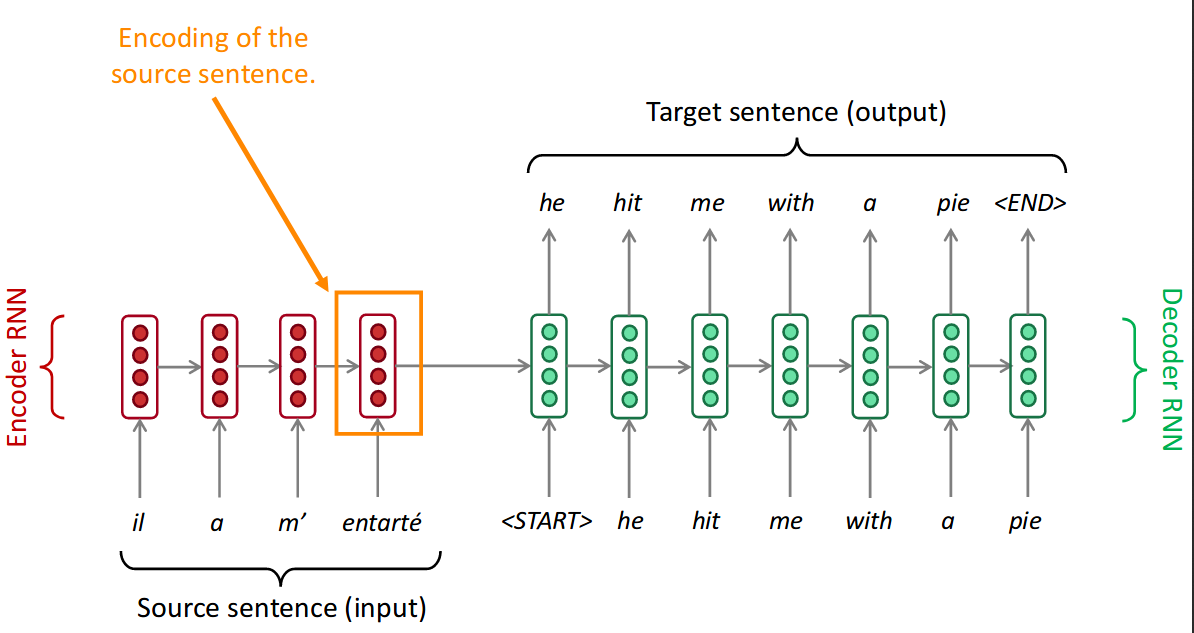 Encoding of the
source sentence.
Target sentence (output)
he hit me with a pie <END>
Encoder RNN
Decoder RNN
il a m’ entarté
<START> he hit me with a pie
Source sentence (input)